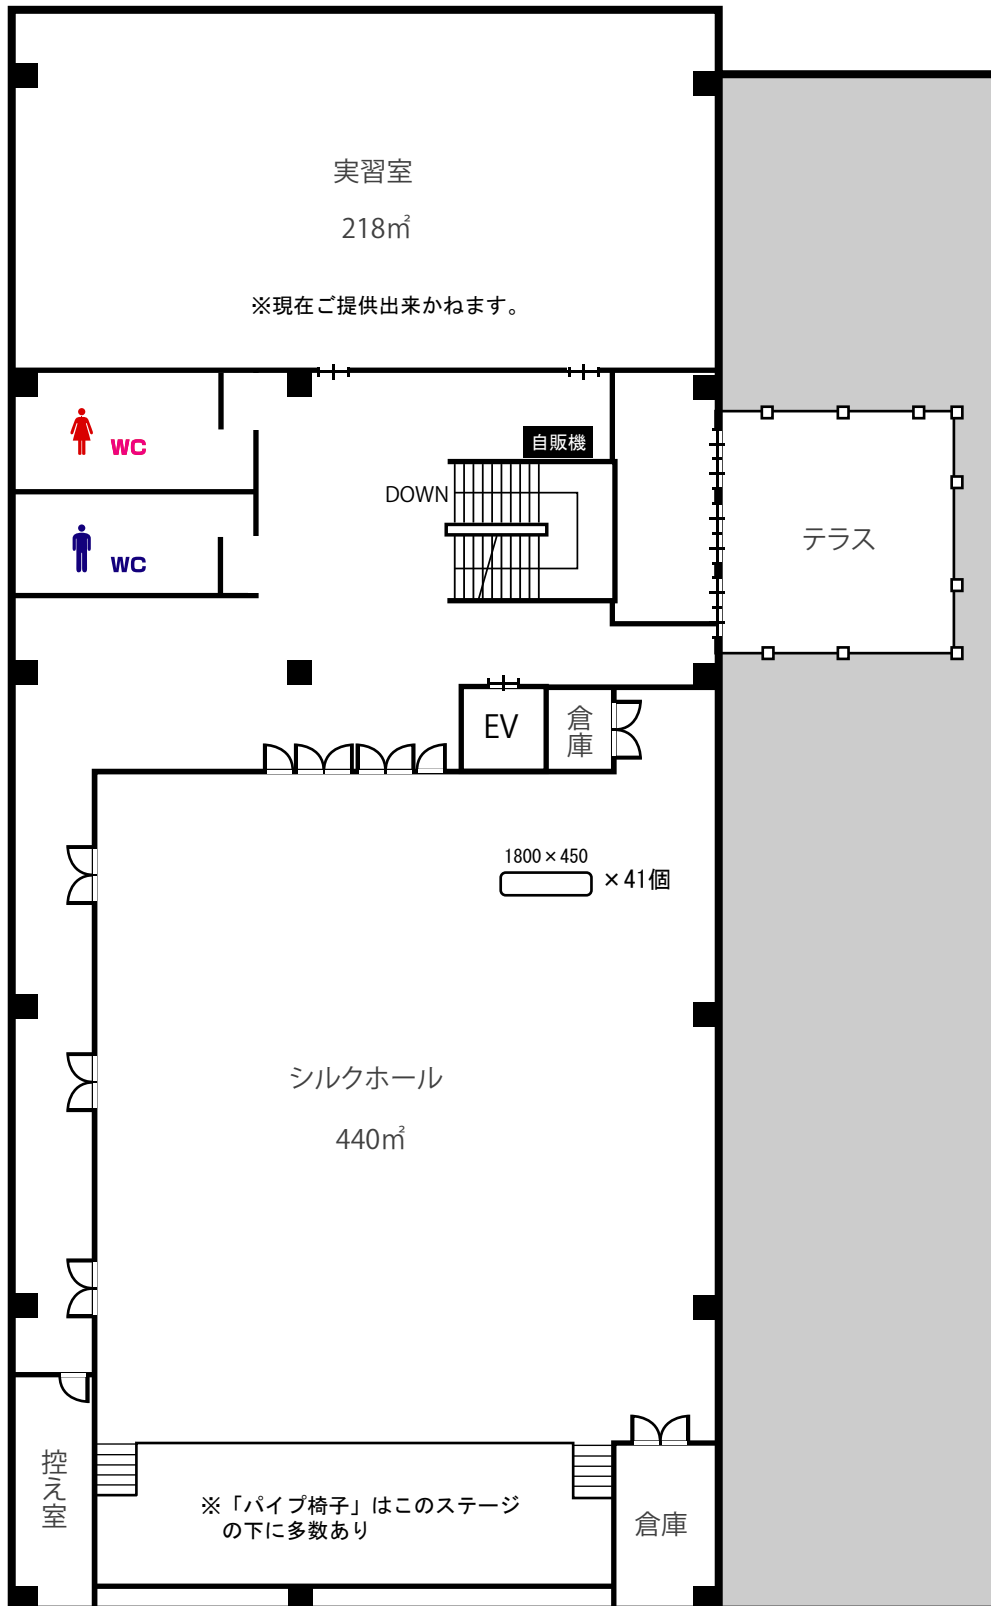 実習室
218㎡
※現在ご提供出来かねます。
WC
自販機
DOWN
WC
テラス
EV
倉庫
1800×450
×41個
シルクホール
440㎡
控え室
※「パイプ椅子」はこのステージ
の下に多数あり
倉庫